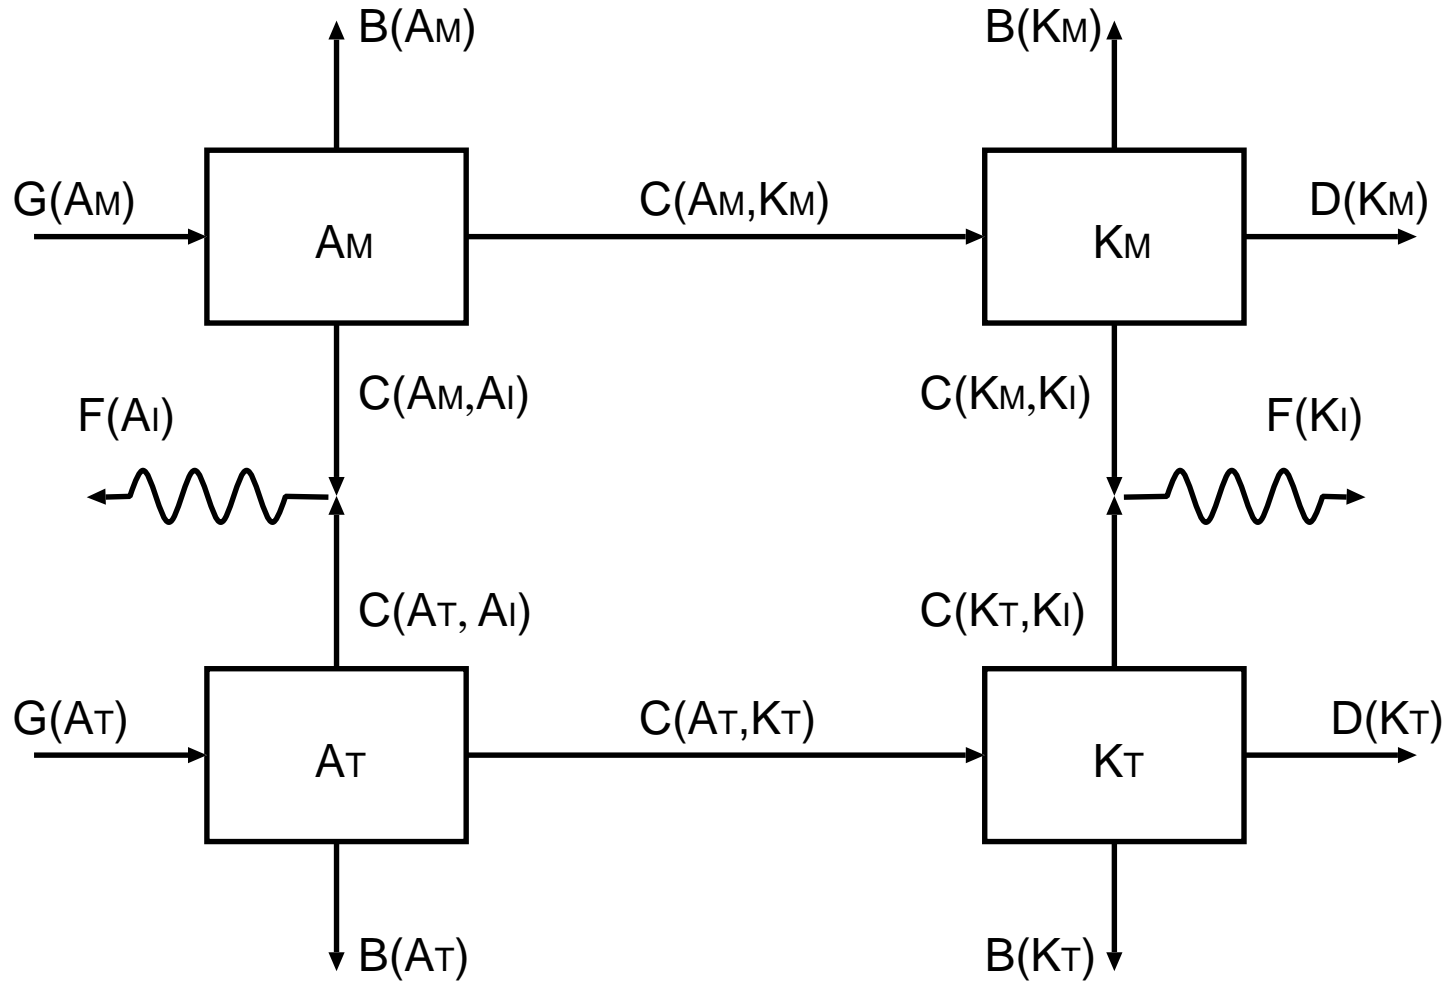 B(AM)
B(KM)
G(AM)
C(AM,KM)
D(KM)
AM
KM
C(AM,AI)
C(KM,KI)
F(AI)
F(KI)
C(AT, AI)
C(KT,KI)
G(AT)
C(AT,KT)
D(KT)
AT
KT
B(AT)
B(KT)